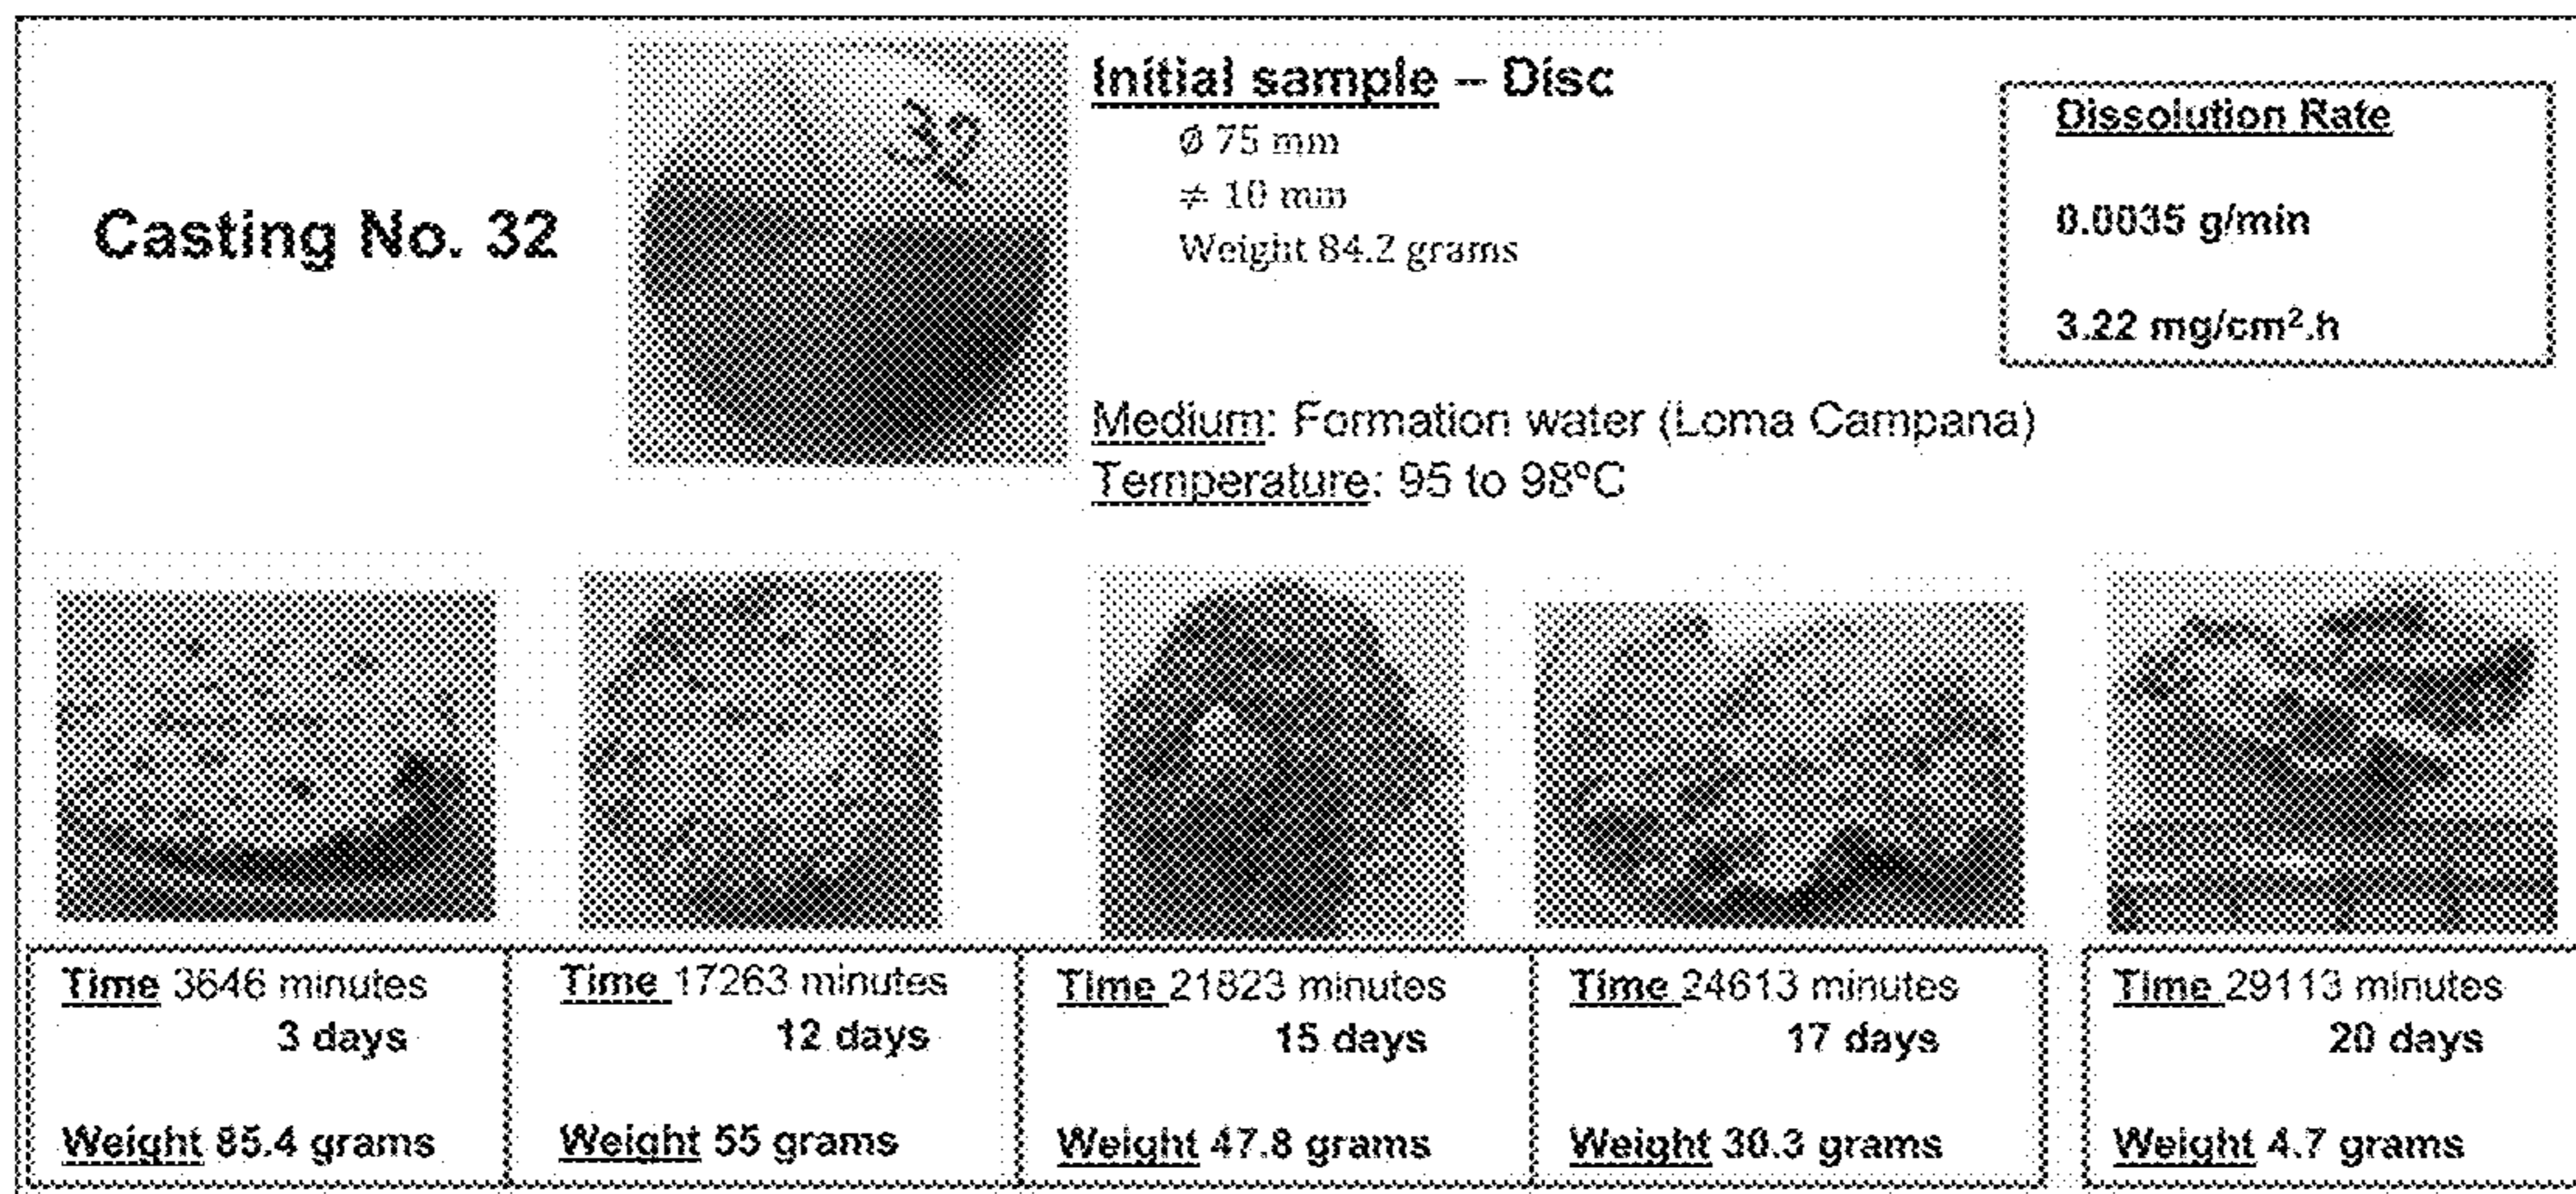 Casting No. 32
32
Initial sample – Disc
Ø 75 mm
≠ 10 mm
Weight 84.2 grams
Dissolution Rate
0.0035 g/min
3.22 mg/cm².h
Medium: Formation water (Loma Campana)
Temperature: 95 to 98ºC
Time 3646 minutes
3 days
Weight 85.4 grams
Time 17263 minutes
12 days
Weight 55 grams
Time 21823 minutes
15 days
Weight 47.8 grams
Time 24613 minutes
17 days
Weight 30.3 grams
Time 29113 minutes
20 days
Weight 4.7 grams